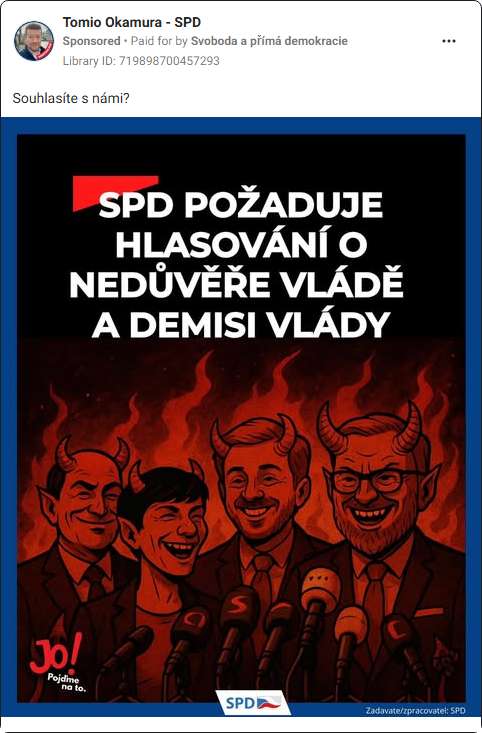 Tomio Okamura - SPD
Sponsored • Paid for by Svoboda a přímá demokracie
Library ID: 719898700457293
Souhlasíte s námi?
SPD POŽADUJE
HLASOVÁNÍ O
NEDŮVĚŘE VLÁDĚ
A DEMISI VLÁDY
Jo!
Pojďme
na to.
SPD
Zadavate/zpracovatel: SPD